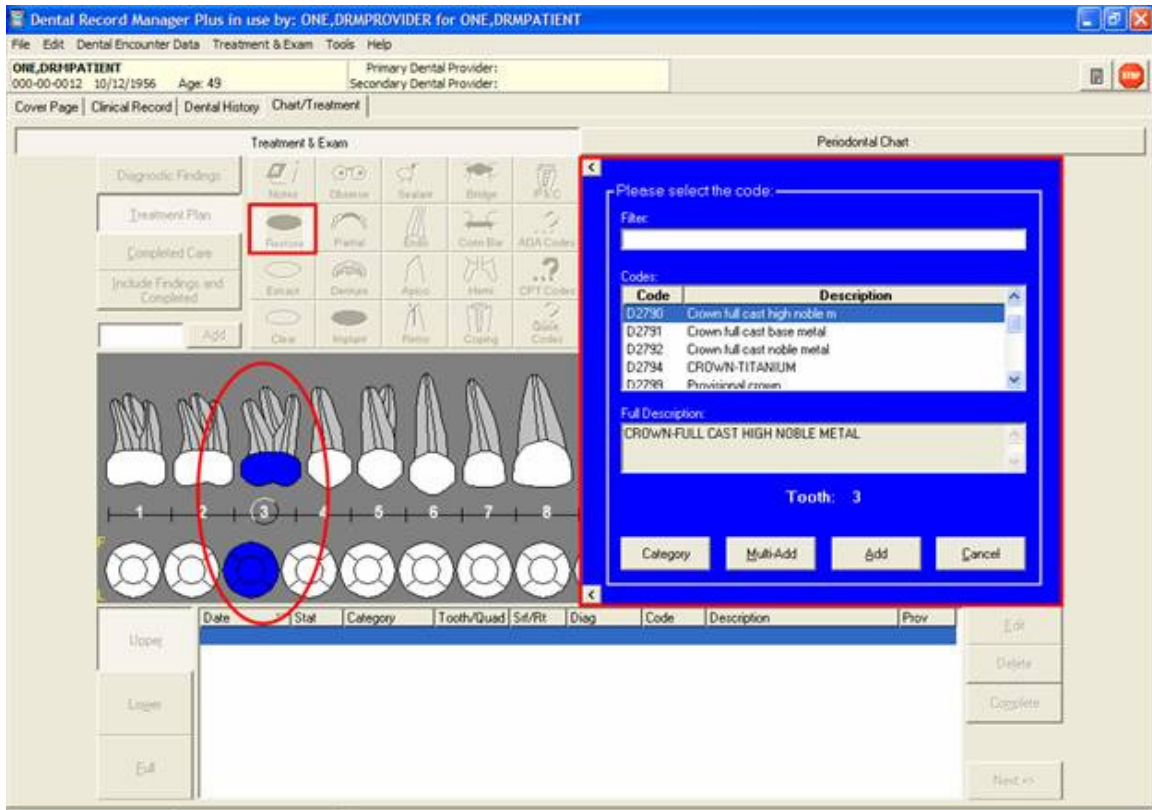 Dental Record Manager Plus in use by: ONE,DRMPROVIDER for ONE,DRMPATIENT
File Edit Dental Encounter Data Treatment & Exam Tools Help
ONE,DRMPATIENT Primary Dental Provider:
000-00-0012 10/12/1956 Age: 49 Secondary Dental Provider:
STOP
Cover Page Clinical Record Dental History Chart/Treatment
Treatment & Exam Periodontal Chart
Diagnostic Findings
Treatment Plan
Completed Care
Include Findings and
Completed
Add
Notes Observe Sealant Bridge
Restore Partial Endo Conn Bar ADA Codes
Extract Denture Apico Hemi CPT Codes
Clear Implant Retro Coping Quick
Codes
Please select the code:
Filter:
Codes:
Code Description
D2790 Crown full cast high noble m
D2791 Crown full cast base metal
D2792 Crown full cast noble metal
D2794 CROWN-TITANIUM
D2799 Provisional crown
Full Description:
CROWN-FULL CAST HIGH NOBLE METAL
Tooth: 3
Category Multi-Add Add Cancel
1 2 3 4 5 6 7 8
F
L
Date Stat Category Tooth/Quad Srf/Rt Diag Code Description Prov
Upper
Lower
Full
Edit
Delete
Complete
Next =>